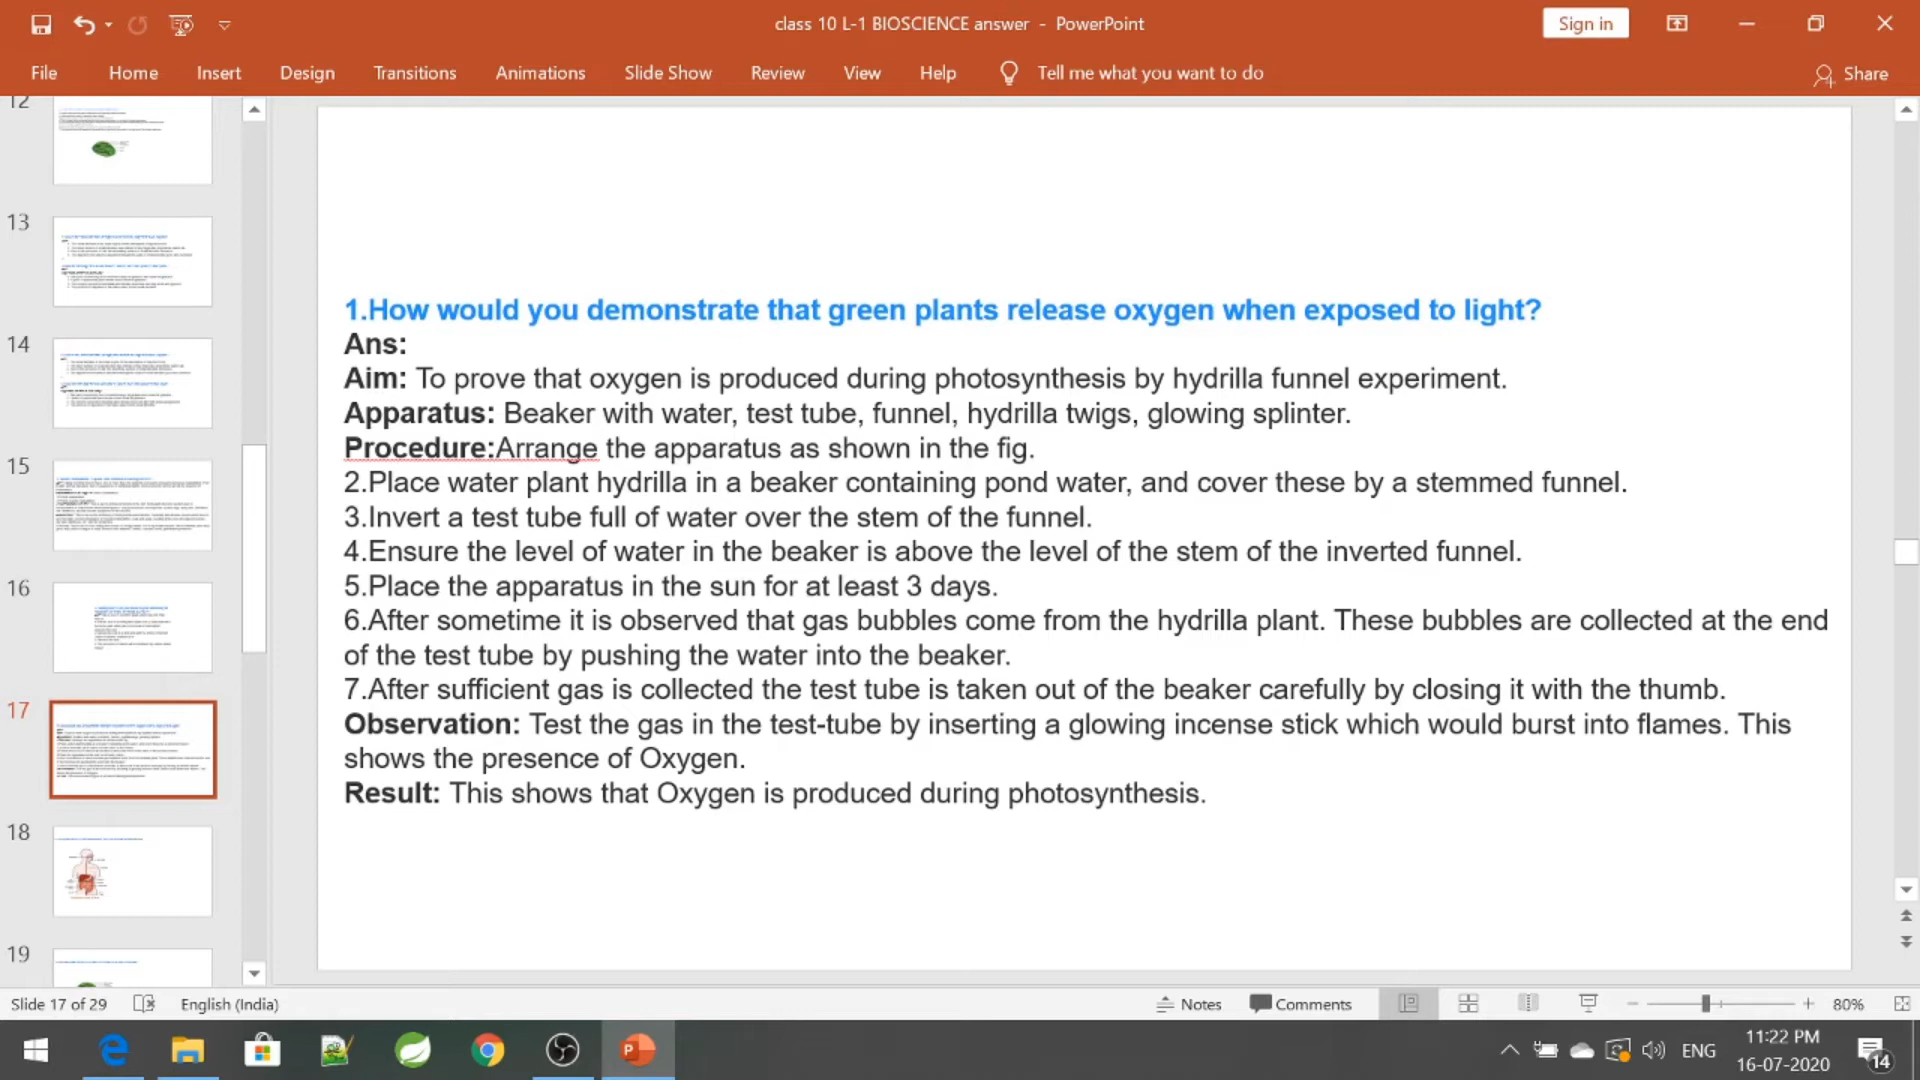 class 10 L-1 BIOSCIENCE answer - PowerPoint
Sign in
File Home Insert Design Transitions Animations Slide Show Review View Help Tell me what you want to do Share
12
13
14
15
16
17
18
19
1.How would you demonstrate that green plants release oxygen when exposed to light?
Ans:
Aim: To prove that oxygen is produced during photosynthesis by hydrilla funnel experiment.
Apparatus: Beaker with water, test tube, funnel, hydrilla twigs, glowing splinter.
Procedure:Arrange the apparatus as shown in the fig.
2.Place water plant hydrilla in a beaker containing pond water, and cover these by a stemmed funnel.
3.Invert a test tube full of water over the stem of the funnel.
4.Ensure the level of water in the beaker is above the level of the stem of the inverted funnel.
5.Place the apparatus in the sun for at least 3 days.
6.After sometime it is observed that gas bubbles come from the hydrilla plant. These bubbles are collected at the end
of the test tube by pushing the water into the beaker.
7.After sufficient gas is collected the test tube is taken out of the beaker carefully by closing it with the thumb.
Observation: Test the gas in the test-tube by inserting a glowing incense stick which would burst into flames. This
shows the presence of Oxygen.
Result: This shows that Oxygen is produced during photosynthesis.
Slide 17 of 29 English (India) Notes Comments 80%
ENG
11:22 PM
16-07-2020
14